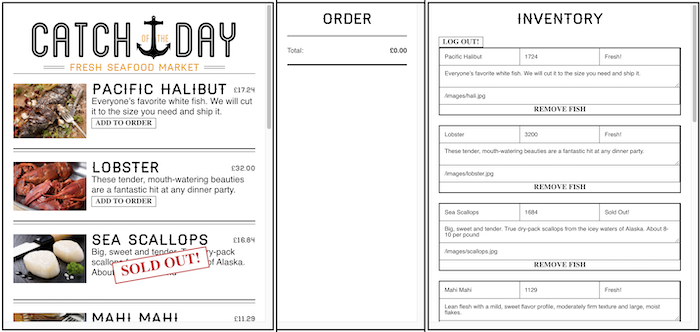 CATCH OF THE DAY
FRESH SEAFOOD MARKET
PACIFIC HALIBUT £17.24
Everyone's favorite white fish. We will cut
it to the size you need and ship it.
ADD TO ORDER
LOBSTER £32.00
These tender, mouth-watering beauties
are a fantastic hit at any dinner party.
ADD TO ORDER
SEA SCALLOPS £16.84
Big, sweet and tender. True dry-pack
of Alaska.
SOLD OUT!
MAHI MAHI £11.29
ORDER
Total: £0.00
INVENTORY
LOG OUT!
Pacific Halibut 1724 Fresh!
Everyone's favorite white fish. We will cut it to the size you need and ship it.
/images/hali.jpg
REMOVE FISH
Lobster 3200 Fresh!
These tender, mouth-watering beauties are a fantastic hit at any dinner party.
/images/lobster.jpg
REMOVE FISH
Sea Scallops 1684 Sold Out!
Big, sweet and tender. True dry-pack scallops from the icey waters of Alaska. About 8-
10 per pound
/images/scallops.jpg
REMOVE FISH
Mahi Mahi 1129 Fresh!
Lean flesh with a mild, sweet flavor profile, moderately firm texture and large, moist
flakes.